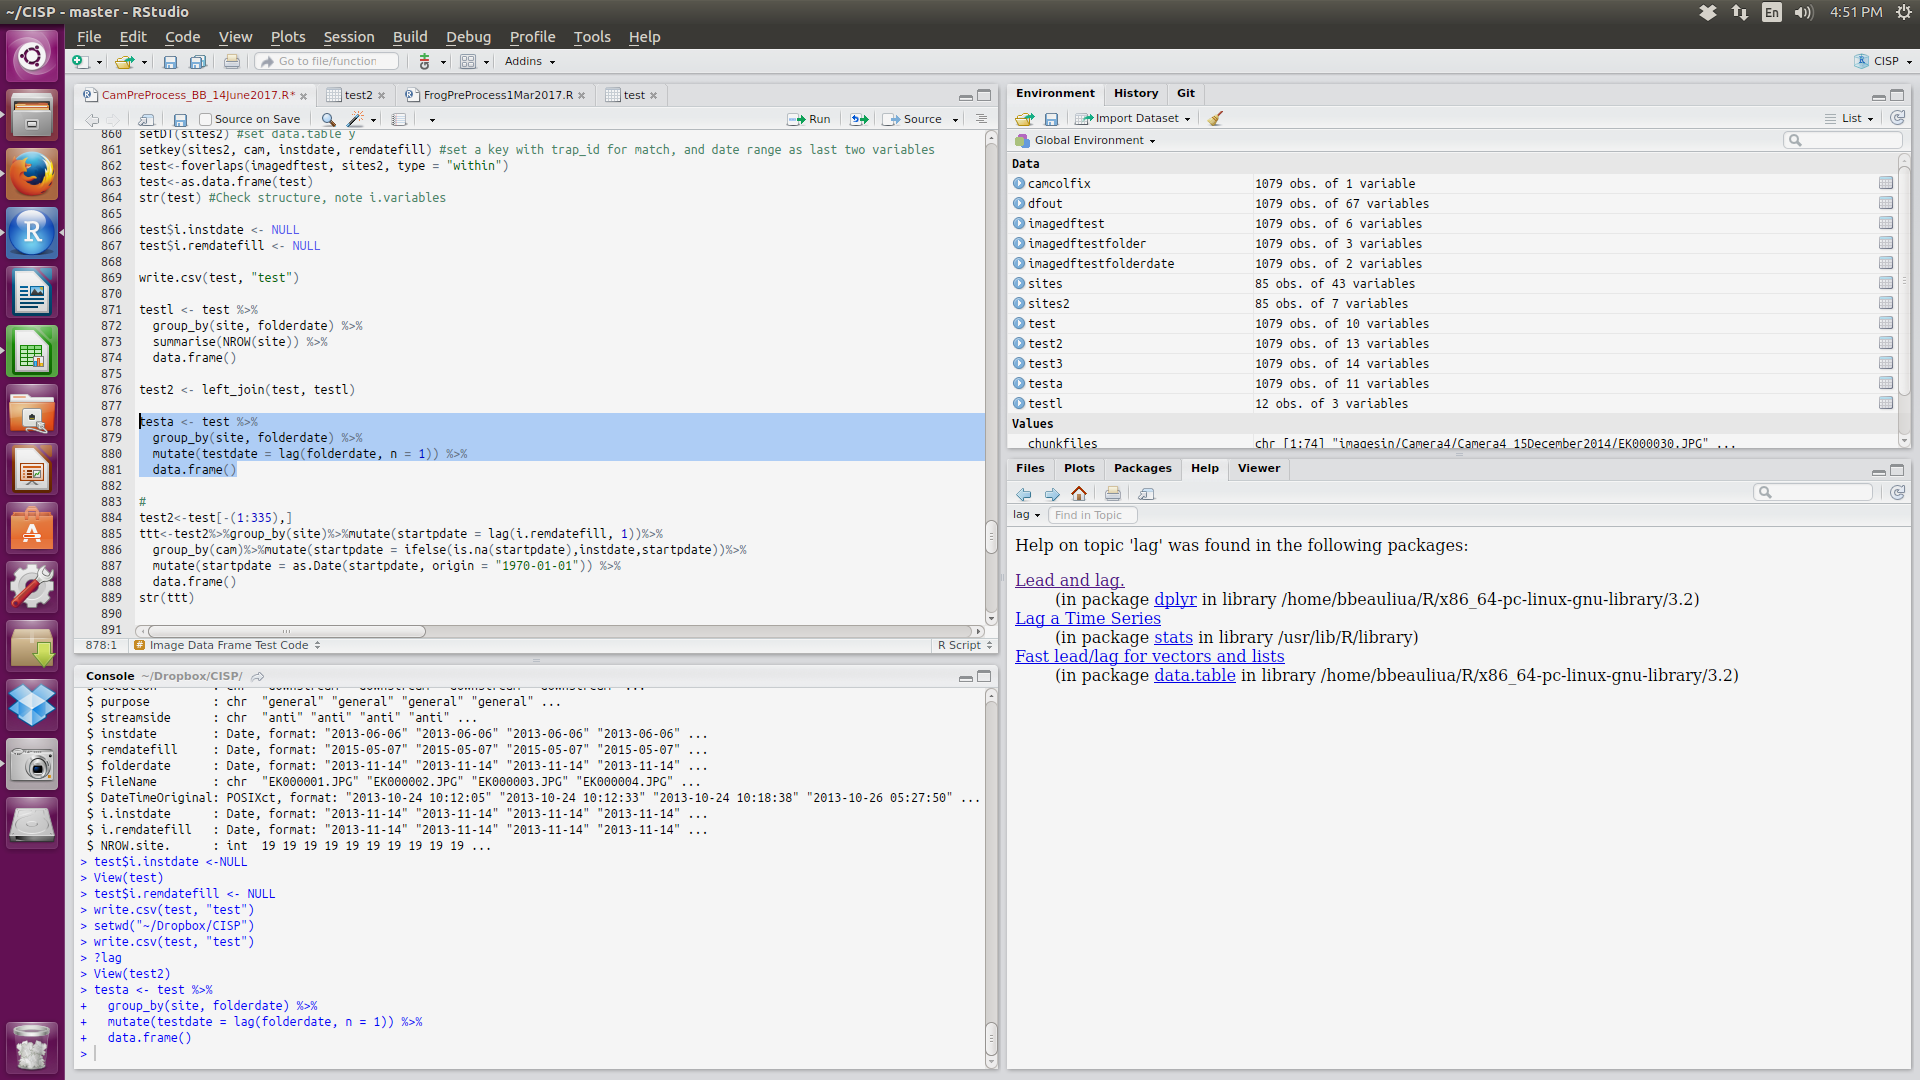 ~/CISP - master - RStudio
En 4:51 PM
File Edit Code View Plots Session Build Debug Profile Tools Help
Go to file/function Addins CISP
CamPreProcess_BB_14June2017.R* test2 FrogPreProcess1Mar2017.R test
Source on Save Run Source
860 setDT(sites2) #set data.table y
861 setkey(sites2, cam, instdate, remdatefill) #set a key with trap_id for match, and date range as last two variables
862 test<-foverlaps(imagedftest, sites2, type = "within")
863 test<-as.data.frame(test)
864 str(test) #Check structure, note i.variables
865
866 test$i.instdate <- NULL
867 test$i.remdatefill <- NULL
868
869 write.csv(test, "test")
870
871 testl <- test %>%
872 group_by(site, folderdate) %>%
873 summarise(NROW(site)) %>%
874 data.frame()
875
876 test2 <- left_join(test, testl)
877
878 testa <- test %>%
879 group_by(site, folderdate) %>%
880 mutate(testdate = lag(folderdate, n = 1)) %>%
881 data.frame()
882
883 #
884 test2<-test[-(1:335),]
885 ttt<-test2%>%group_by(site)%>%mutate(startpdate = lag(i.remdatefill, 1))%>%
886 group_by(cam)%>%mutate(startpdate = ifelse(is.na(startpdate),instdate,startpdate))%>%
887 mutate(startpdate = as.Date(startpdate, origin = "1970-01-01")) %>%
888 data.frame()
889 str(ttt)
890
891
878:1 # Image Data Frame Test Code R Script
Console ~/Dropbox/CISP/
$ location : chr "downstream" "downstream" "downstream" "downstream" ...
$ purpose : chr "general" "general" "general" "general" ...
$ streamside : chr "anti" "anti" "anti" "anti" ...
$ instdate : Date, format: "2013-06-06" "2013-06-06" "2013-06-06" "2013-06-06" ...
$ remdatefill : Date, format: "2015-05-07" "2015-05-07" "2015-05-07" "2015-05-07" ...
$ folderdate : Date, format: "2013-11-14" "2013-11-14" "2013-11-14" "2013-11-14" ...
$ FileName : chr "EK000001.JPG" "EK000002.JPG" "EK000003.JPG" "EK000004.JPG" ...
$ DateTimeOriginal: POSIXct, format: "2013-10-24 10:12:05" "2013-10-24 10:12:33" "2013-10-24 10:18:38" "2013-10-26 05:27:50" ...
$ i.instdate : Date, format: "2013-11-14" "2013-11-14" "2013-11-14" "2013-11-14" ...
$ i.remdatefill : Date, format: "2013-11-14" "2013-11-14" "2013-11-14" "2013-11-14" ...
$ NROW.site. : int 19 19 19 19 19 19 19 19 19 19 ...
> test$i.instdate <-NULL
> View(test)
> test$i.remdatefill <- NULL
> write.csv(test, "test")
> setwd("~/Dropbox/CISP")
> write.csv(test, "test")
> ?lag
> View(test2)
> testa <- test %>%
+ group_by(site, folderdate) %>%
+ mutate(testdate = lag(folderdate, n = 1)) %>%
+ data.frame()
>
Environment History Git
Import Dataset List
Global Environment
Data
camcolfix 1079 obs. of 1 variable
dfout 1079 obs. of 67 variables
imagedftest 1079 obs. of 6 variables
imagedftestfolder 1079 obs. of 3 variables
imagedftestfolderdate 1079 obs. of 2 variables
sites 85 obs. of 43 variables
sites2 85 obs. of 7 variables
test 1079 obs. of 10 variables
test2 1079 obs. of 13 variables
test3 1079 obs. of 14 variables
testa 1079 obs. of 11 variables
testl 12 obs. of 3 variables
Values
chunkfiles chr [1:74] "imagesin/Camera4/Camera4_15December2014/EK000030.JPG" ...
Files Plots Packages Help Viewer
lag Find in Topic
Help on topic 'lag' was found in the following packages:
Lead and lag.
(in package dplyr in library /home/bbeauliua/R/x86_64-pc-linux-gnu-library/3.2)
Lag a Time Series
(in package stats in library /usr/lib/R/library)
Fast lead/lag for vectors and lists
(in package data.table in library /home/bbeauliua/R/x86_64-pc-linux-gnu-library/3.2)